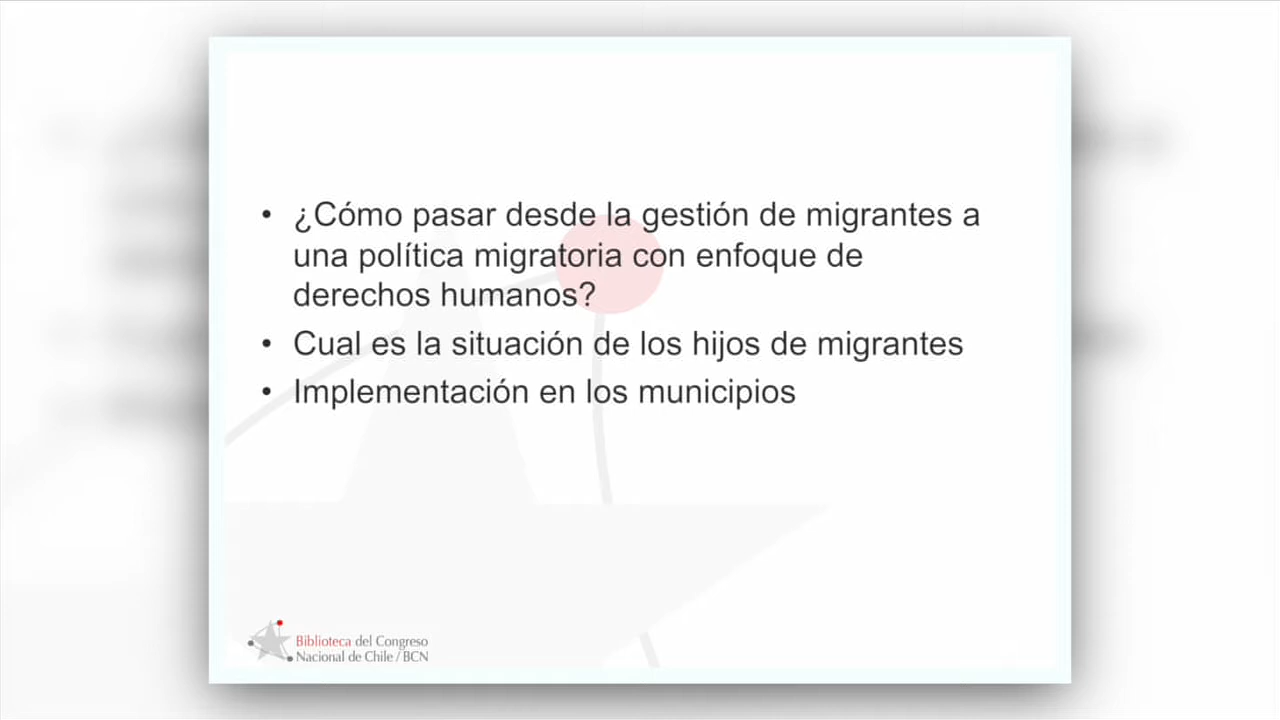 • ¿Cómo pasar desde la gestión de migrantes a
una política migratoria con enfoque de
derechos humanos?
• Cual es la situación de los hijos de migrantes
• Implementación en los municipios
Biblioteca del Congreso
Nacional de Chile / BCN